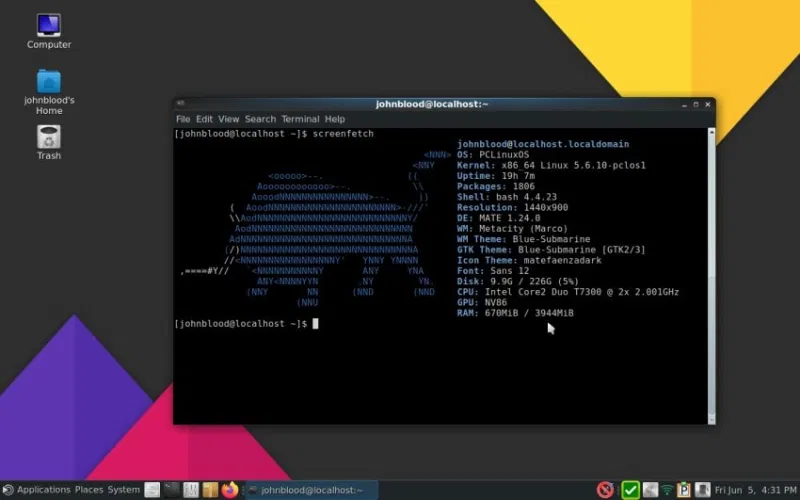 Computer
johnblood's
Home
Trash
johnblood@localhost:~
File Edit View Search Terminal Help
[johnblood@localhost ~]$ screenfetch
johnblood@localhost.localdomain
OS: PCLinuxOS
Kernel: x86_64 Linux 5.6.10-pclos1
Uptime: 19h 7m
Packages: 1806
Shell: bash 4.4.23
Resolution: 1440x900
DE: MATE 1.24.0
WM: Metacity (Marco)
WM Theme: Blue-Submarine
GTK Theme: Blue-Submarine [GTK2/3]
Icon Theme: matefaenzadark
Font: Sans 12
Disk: 9.9G / 226G (5%)
CPU: Intel Core2 Duo T7300 @ 2x 2.001GHz
GPU: NV86
RAM: 670MiB / 3944MiB
[johnblood@localhost ~]$
Applications Places System
johnblood@localhost:~
Fri Jun 5, 4:31 PM